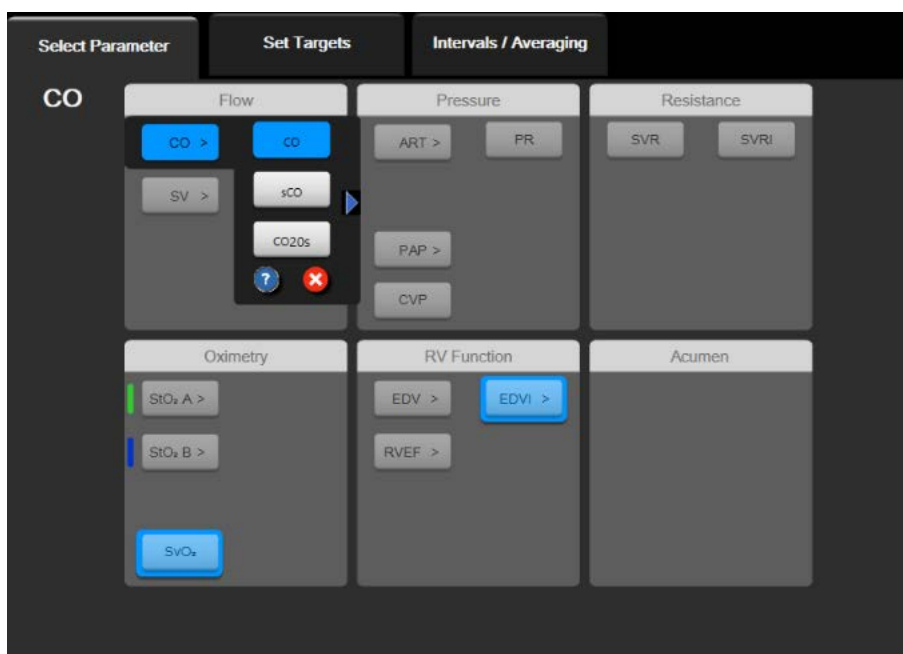 Select Parameter
Set Targets
Intervals / Averaging
CO
Flow
CO >
CO
SV >
sCO
CO20s
?
Pressure
ART >
PR
PAP >
CVP
Resistance
SVR
SVRI
Oximetry
StO₂ A >
StO₂ B >
SvO₂
RV Function
EDV >
EDVI >
RVEF >
Acumen